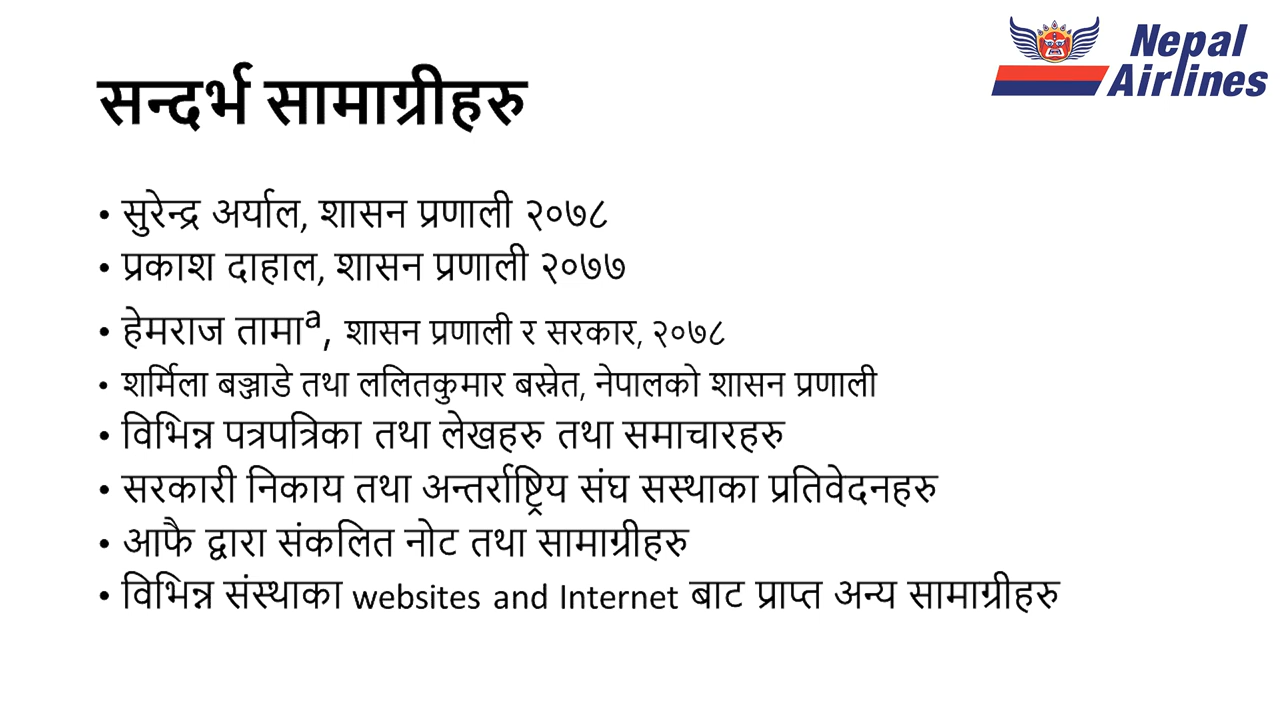 Nepal
Airlines
सन्दर्भ सामाग्रीहरु
• सुरेन्द्र अर्याल, शासन प्रणाली २०७८
• प्रकाश दाहाल, शासन प्रणाली २०७७
• हेमराज तामाᵃ, शासन प्रणाली र सरकार, २०७८
• शर्मिला बज्जाडे तथा ललितकुमार बस्नेत, नेपालको शासन प्रणाली
• विभिन्न पत्रपत्रिका तथा लेखहरु तथा समाचारहरु
• सरकारी निकाय तथा अन्तर्राष्ट्रिय संघ सस्थाका प्रतिवेदनहरु
• आफै द्वारा संकलित नोट तथा सामाग्रीहरु
• विभिन्न संस्थाका websites and Internet बाट प्राप्त अन्य सामाग्रीहरु